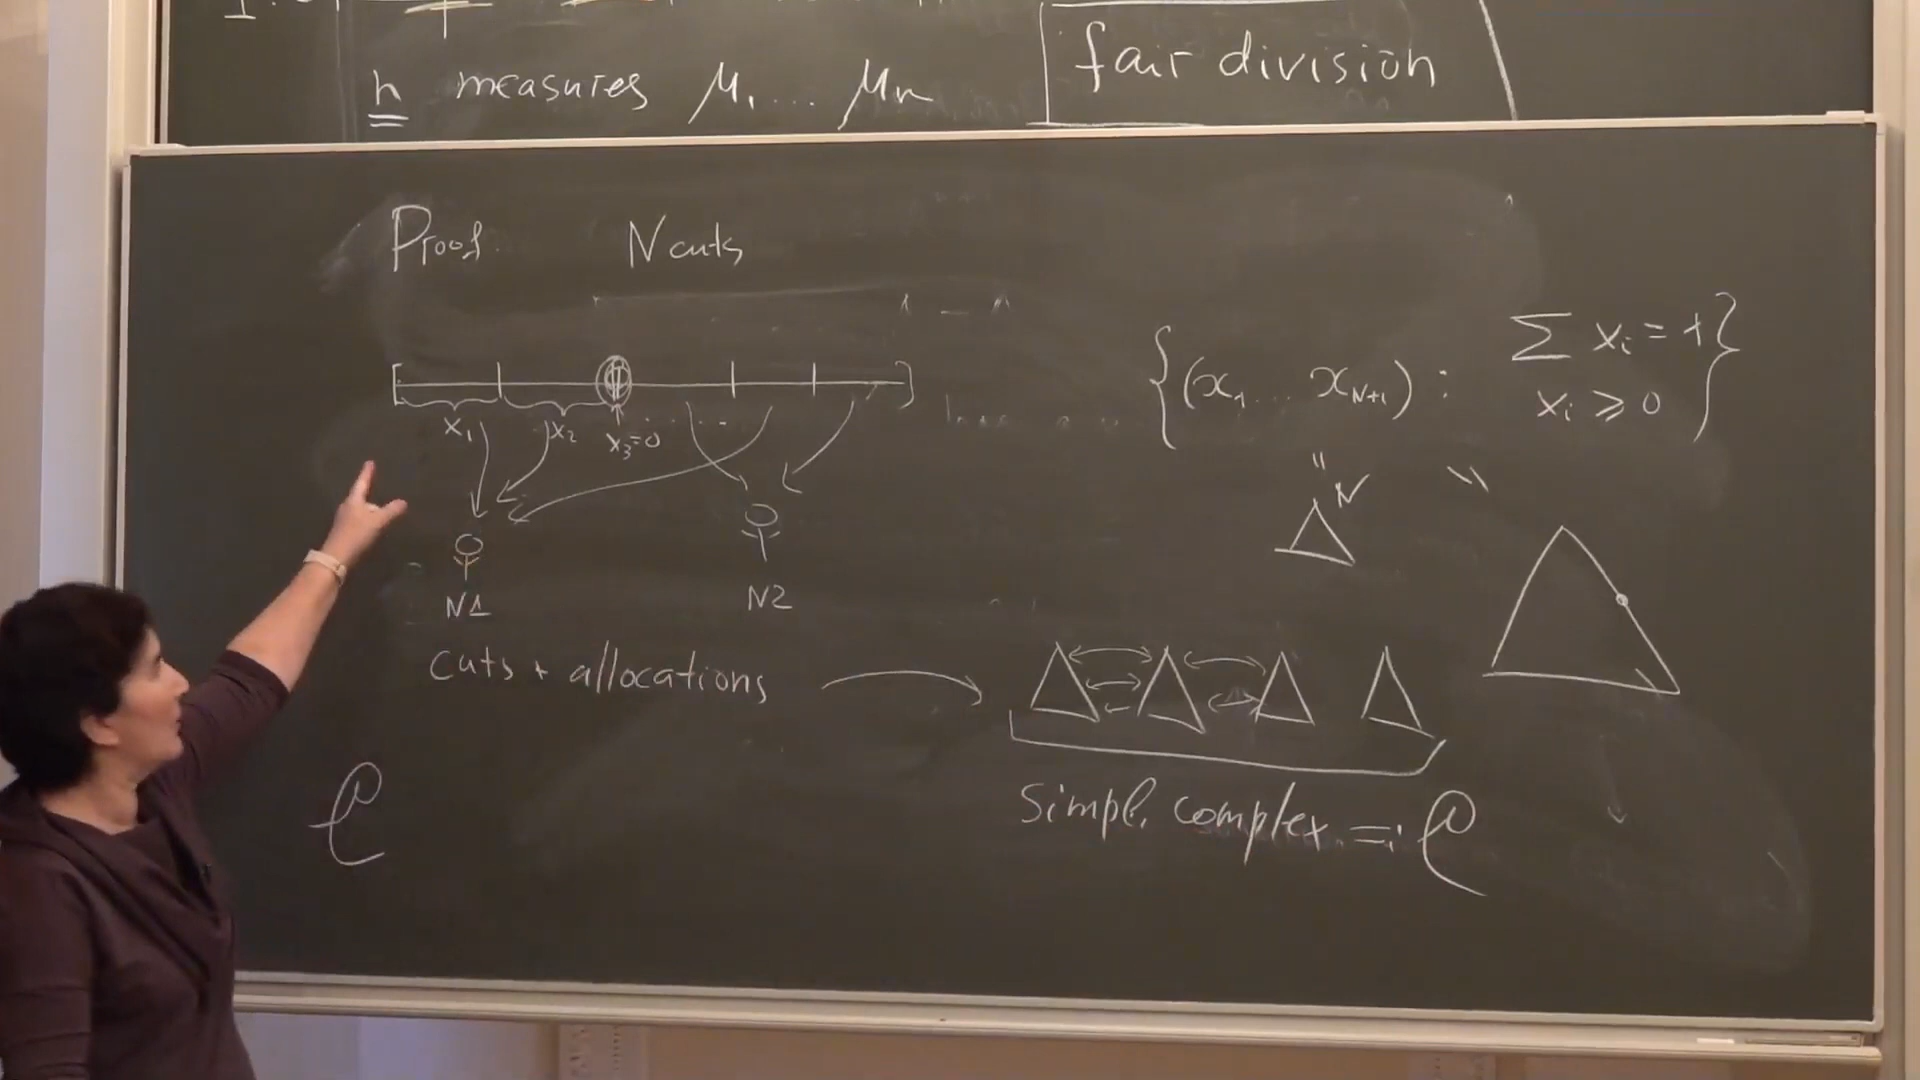 n measures μ₁ ... μₙ
fair division
Proof. N cuts
x₁ x₂ x₃=0 .....
{(x₁ ... x_{N+1}) : Σ xᵢ = 1
xᵢ ⩾ 0}
"
Δᴺ
N1 N2
cuts + allocations
Simpl. complex =: C
C